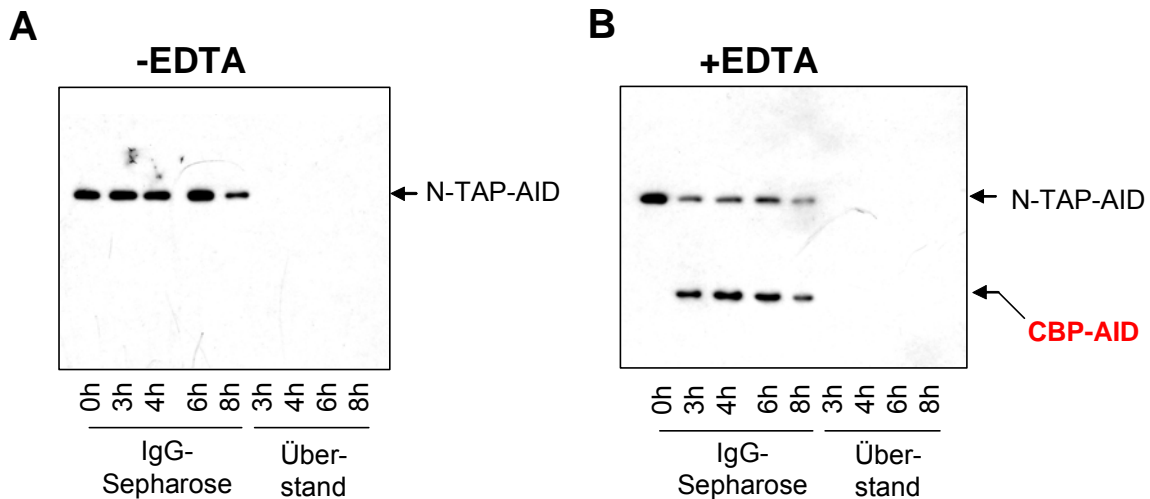 A
-EDTA
N-TAP-AID
0h 3h 4h 6h 8h 3h 4h 6h 8h
IgG-
Sepharose
Über-
stand
B
+EDTA
N-TAP-AID
CBP-AID
0h 3h 4h 6h 8h 3h 4h 6h 8h
IgG-
Sepharose
Über-
stand